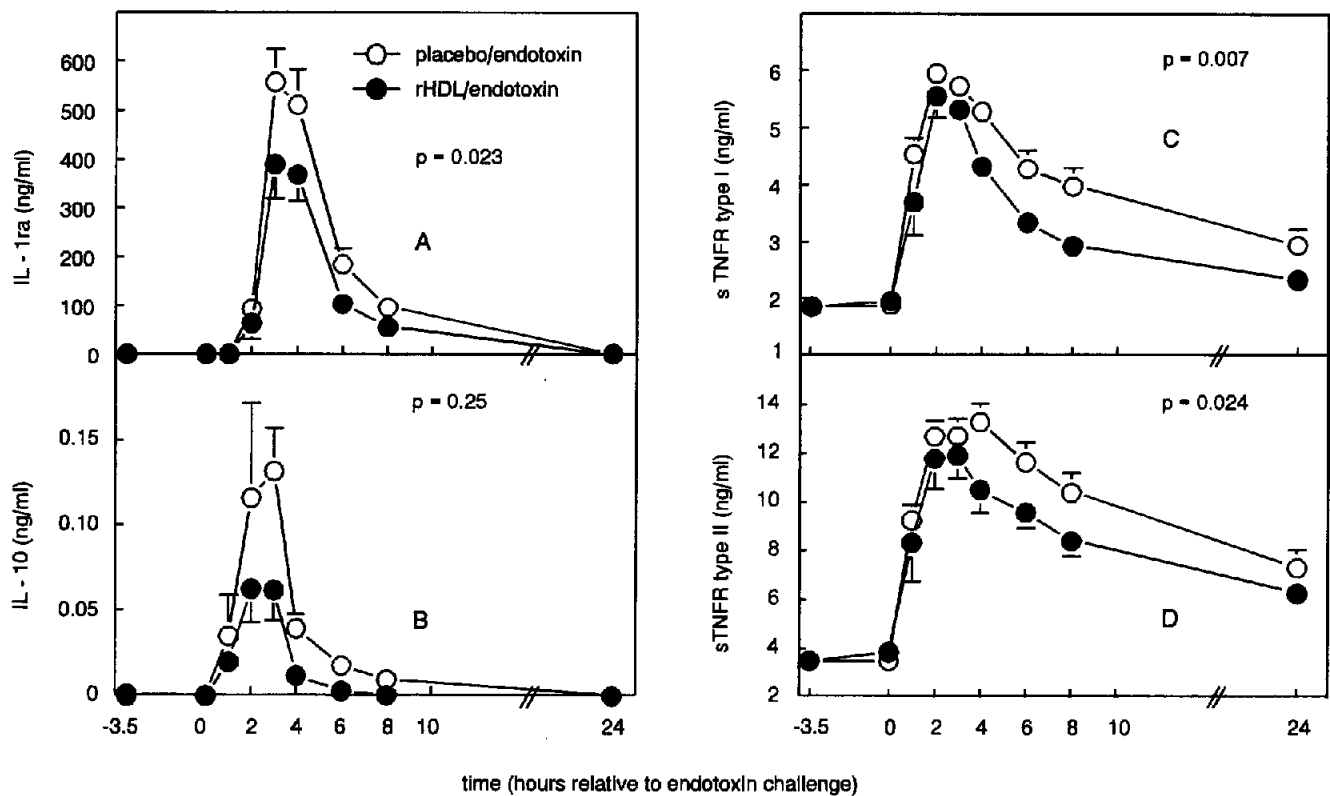 IL - 1ra (ng/ml)
600
500
400
300
200
100
0
placebo/endotoxin
rHDL/endotoxin
p = 0.023
A
IL - 10 (ng/ml)
0.15
0.10
0.05
0
p = 0.25
B
-3.5
0
2
4
6
8
10
24
s TNFR type I (ng/ml)
6
5
4
3
2
1
p = 0.007
C
sTNFR type II (ng/ml)
14
12
10
8
6
4
2
p = 0.024
D
-3.5
0
2
4
6
8
10
24
time (hours relative to endotoxin challenge)